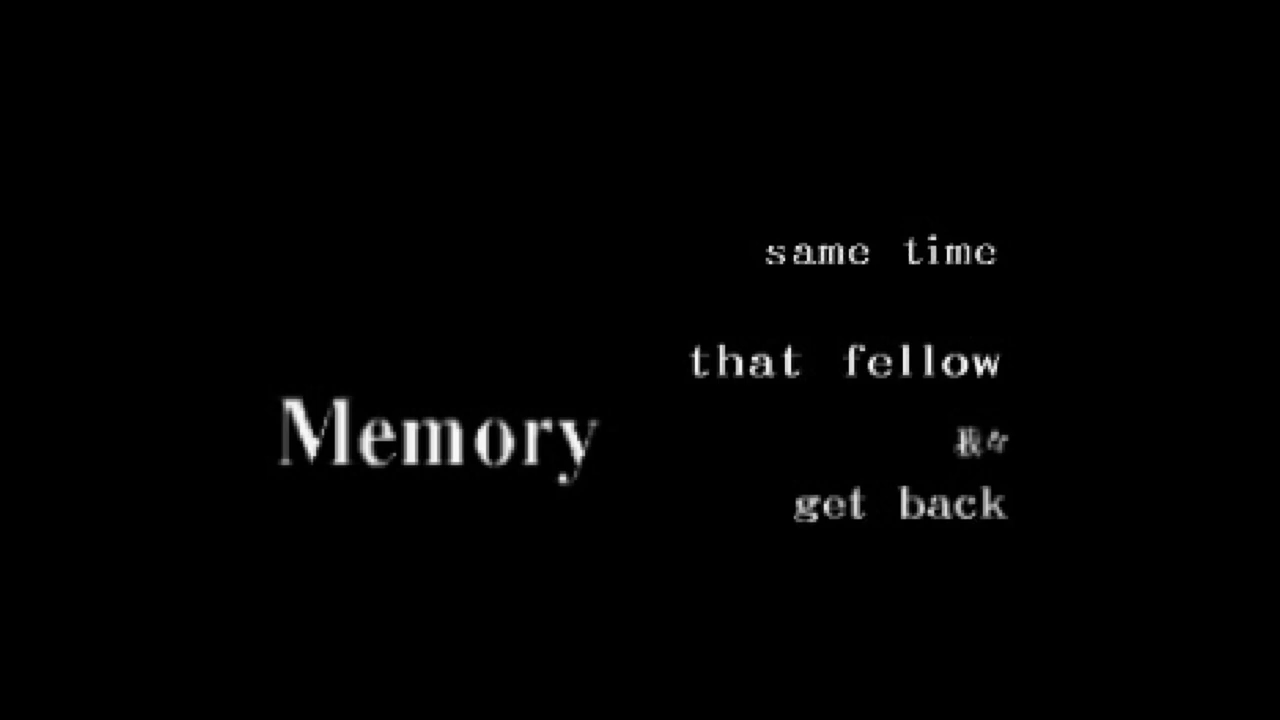 same time
that fellow
Memory
我々
get back